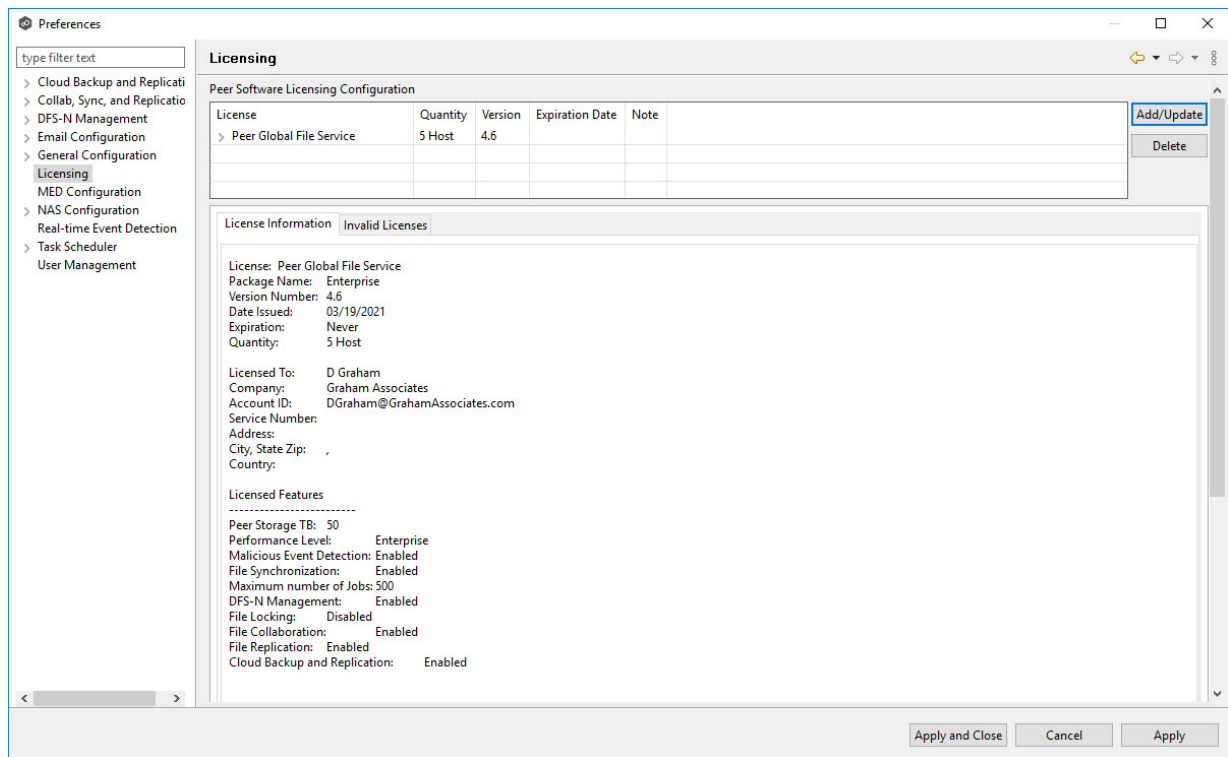 Preferences
type filter text
Licensing
Cloud Backup and Replicati
Collab, Sync, and Replicatio
DFS-N Management
Email Configuration
General Configuration
Licensing
MED Configuration
NAS Configuration
Real-time Event Detection
Task Scheduler
User Management
Peer Software Licensing Configuration
License Quantity Version Expiration Date Note
Peer Global File Service 5 Host 4.6
Add/Update
Delete
License Information Invalid Licenses
License: Peer Global File Service
Package Name: Enterprise
Version Number: 4.6
Date Issued: 03/19/2021
Expiration: Never
Quantity: 5 Host
Licensed To: D Graham
Company: Graham Associates
Account ID: DGraham@GrahamAssociates.com
Service Number:
Address:
City, State Zip: ,
Country:
Licensed Features
-------------------------
Peer Storage TB: 50
Performance Level: Enterprise
Malicious Event Detection: Enabled
File Synchronization: Enabled
Maximum number of Jobs: 500
DFS-N Management: Enabled
File Locking: Disabled
File Collaboration: Enabled
File Replication: Enabled
Cloud Backup and Replication: Enabled
Apply and Close Cancel Apply